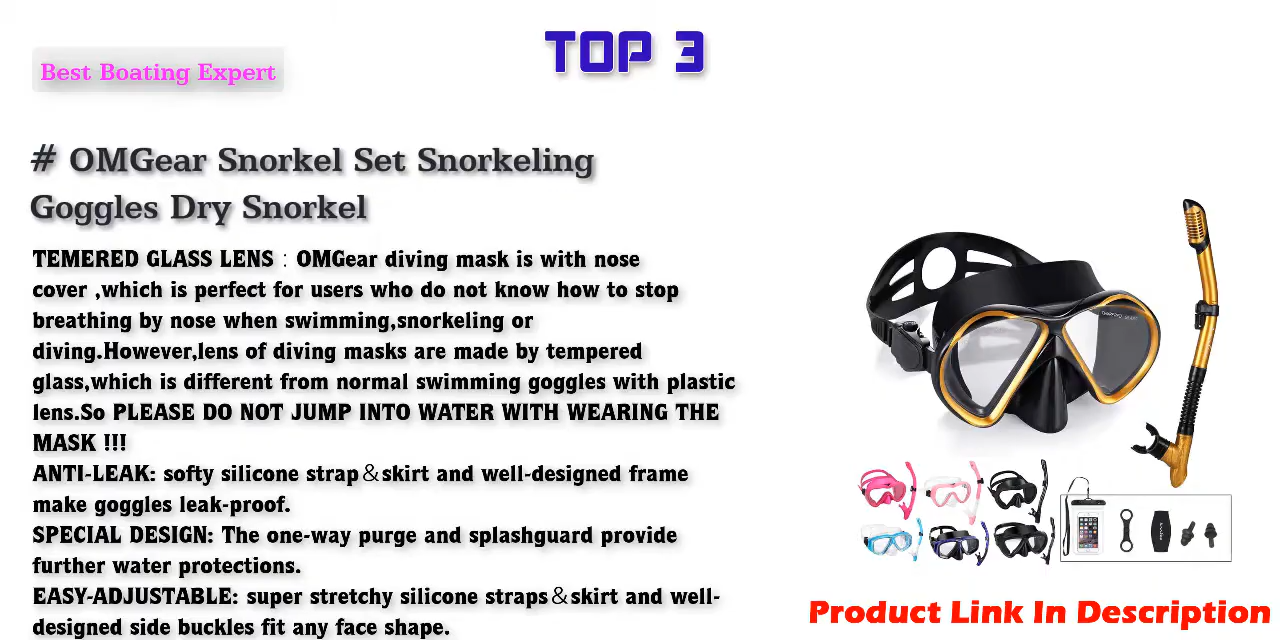 TOP 3
Best Boating Expert
# OMGear Snorkel Set Snorkeling
Goggles Dry Snorkel
TEMERED GLASS LENS：OMGear diving mask is with nose
cover ,which is perfect for users who do not know how to stop
breathing by nose when swimming,snorkeling or
diving.However,lens of diving masks are made by tempered
glass,which is different from normal swimming goggles with plastic
lens.So PLEASE DO NOT JUMP INTO WATER WITH WEARING THE
MASK !!!
ANTI-LEAK: softy silicone strap＆skirt and well-designed frame
make goggles leak-proof.
SPECIAL DESIGN: The one-way purge and splashguard provide
further water protections.
EASY-ADJUSTABLE: super stretchy silicone straps＆skirt and well-
designed side buckles fit any face shape.
Product Link In Description